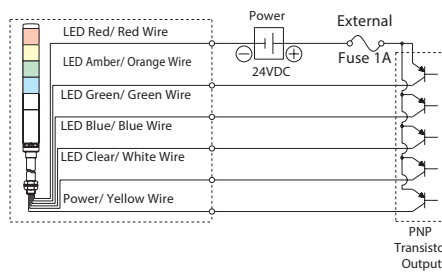 LED Red/ Red Wire
Power
External
LED Amber/ Orange Wire
24VDC
Fuse 1A
LED Green/ Green Wire
LED Blue/ Blue Wire
LED Clear/ White Wire
Power/ Yellow Wire
PNP
Transisto
Output